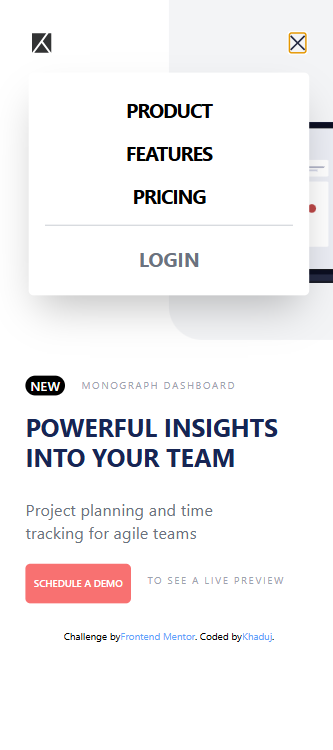 PRODUCT
FEATURES
PRICING
LOGIN
NEW MONOGRAPH DASHBOARD
POWERFUL INSIGHTS
INTO YOUR TEAM
Project planning and time
tracking for agile teams
SCHEDULE A DEMO TO SEE A LIVE PREVIEW
Challenge byFrontend Mentor. Coded byKhaduj.